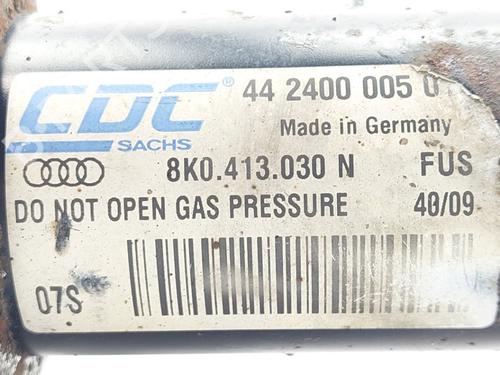 CDC® 44 2400 005 0
SACHS Made in Germany
8K0.413.030 N FUS
DO NOT OPEN GAS PRESSURE 40/09
07S